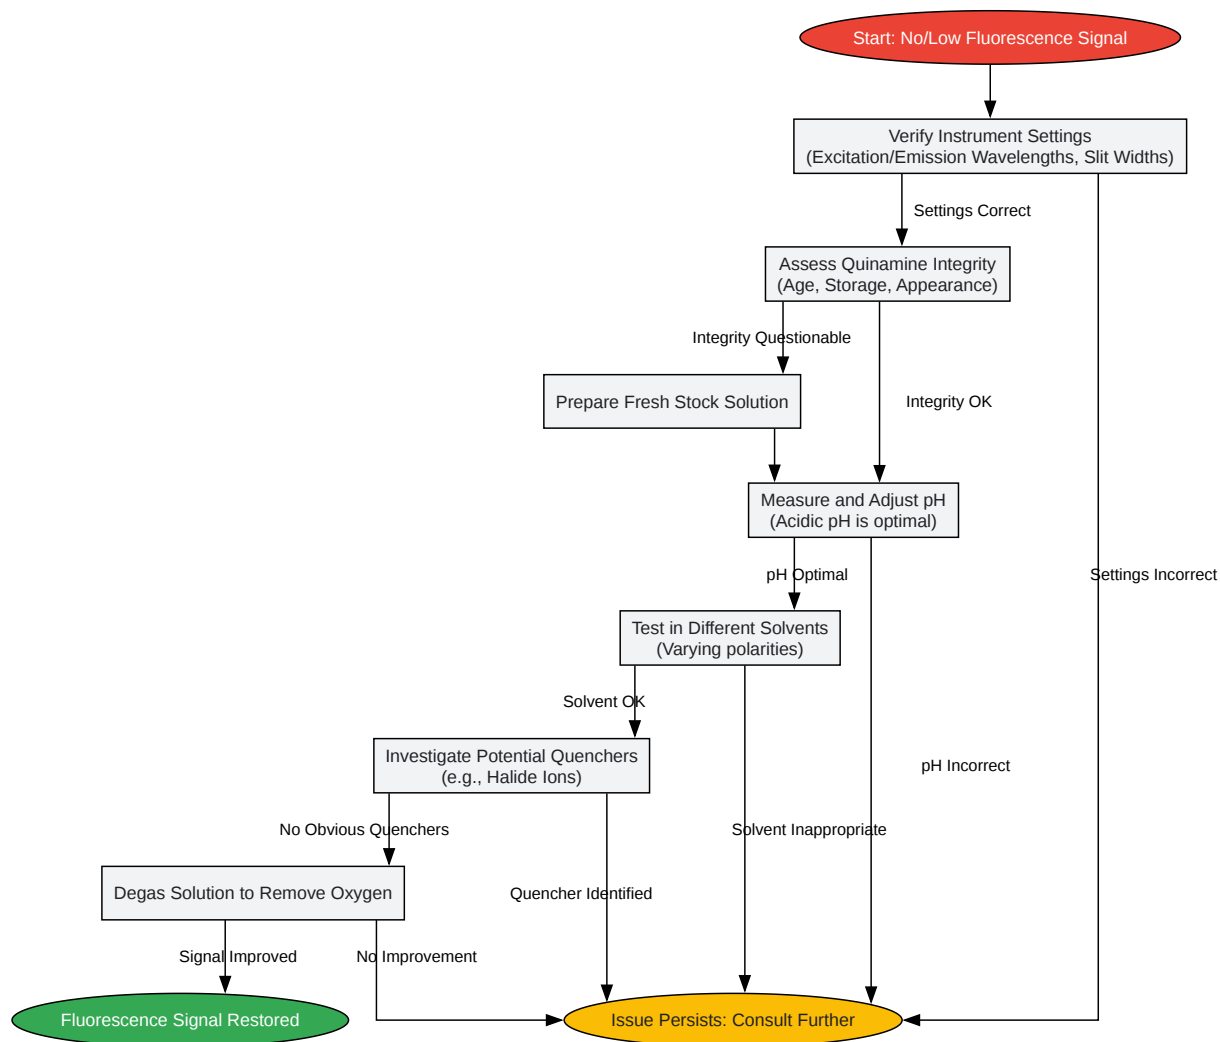 Start: No/Low Fluorescence Signal
Verify Instrument Settings
(Excitation/Emission Wavelengths, Slit Widths)
Settings Correct
Assess Quinamine Integrity
(Age, Storage, Appearance)
Integrity Questionable
Prepare Fresh Stock Solution
Integrity OK
Measure and Adjust pH
(Acidic pH is optimal)
pH Optimal
Settings Incorrect
Test in Different Solvents
(Varying polarities)
Solvent OK
Investigate Potential Quenchers
(e.g., Halide Ions)
pH Incorrect
No Obvious Quenchers
Solvent Inappropriate
Degas Solution to Remove Oxygen
Quencher Identified
Signal Improved
No Improvement
Fluorescence Signal Restored
Issue Persists: Consult Further